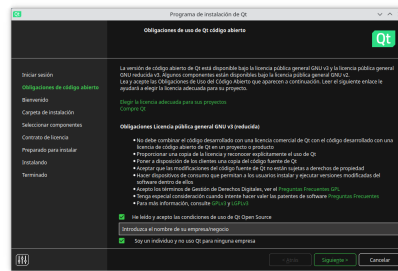 Programa de instalación de Qt
Obligaciones de uso de Qt de código abierto
Qt
Iniciar sesión
Obligaciones de código abierto
Bienvenido
Carpeta de instalación
Seleccionar componentes
Contrato de licencia
Preparado para instalar
Instalando
Terminado
La versión de código abierto de Qt está disponible bajo la licencia pública general GNU v3 y la licencia pública general
GNU reducida v3. Algunos componentes están disponibles bajo la licencia pública general GNU v2.
Lea y acepte las Obligaciones de Uso del Código Abierto que aparecen a continuación. Leer el siguiente enlace le
ayudará a elegir la licencia adecuada para su proyecto.
Elegir la licencia adecuada para sus proyectos
Compre Qt
Obligaciones Licencia pública general GNU v3 (reducida)
• No debe combinar el código desarrollado con una licencia comercial de Qt con el código desarrollado con una
licencia de código abierto de Qt en un proyecto o producto
• Proporcionar una copia de la licencia y reconocer explícitamente el uso de Qt
• Poner a disposición de los clientes una copia del código fuente de Qt
• Aceptar que las modificaciones del código fuente de Qt no están sujetas a derechos de propiedad
• Hacer dispositivos de consumo que permitan a los usuarios instalar y ejecutar versiones modificadas del
software dentro de ellos
• Acepto los términos de Gestión de Derechos Digitales, ver el Preguntas Frecuentes GPL
• Tenga especial consideración cuando intente hacer valer las patentes de software Preguntas Frecuentes
• Para más información, consulte GPLv3 y LGPLv3
He leído y acepto las condiciones de uso de Qt Open Source
Introduzca el nombre de su empresa/negocio
Soy un individuo y no uso Qt para ninguna empresa
Siguiente >
Cancelar